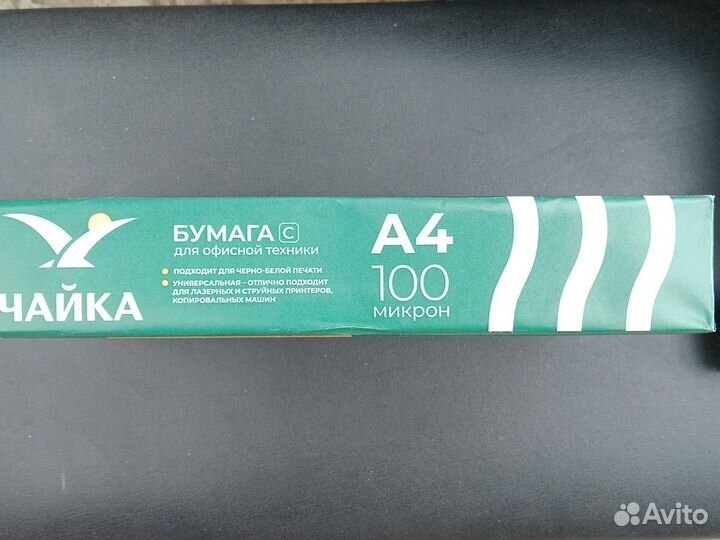 ЧАЙКА
БУМАГА C
для офисной техники
ПОДХОДИТ ДЛЯ ЧЕРНО-БЕЛОЙ ПЕЧАТИ
УНИВЕРСАЛЬНАЯ – ОТЛИЧНО ПОДХОДИТ
ДЛЯ ЛАЗЕРНЫХ И СТРУЙНЫХ ПРИНТЕРОВ,
КОПИРОВАЛЬНЫХ МАШИН
А4
100
микрон
Avito